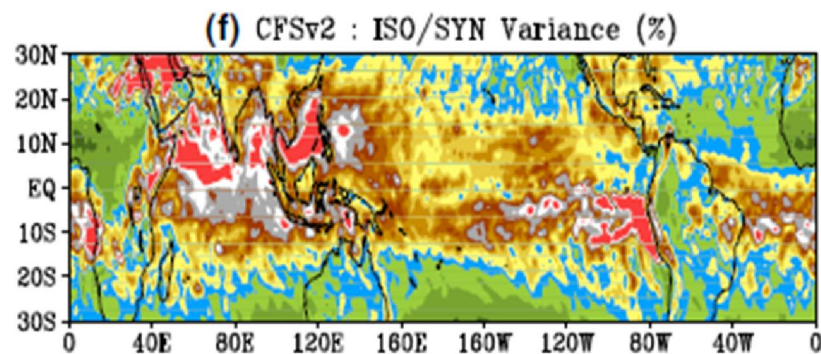 (f) CFSv2 : ISO/SYN Variance (%)
30N
20N
10N
EQ
10S
20S
30S
0 40E 80E 120E 160E 160W 120W 80W 40W 0